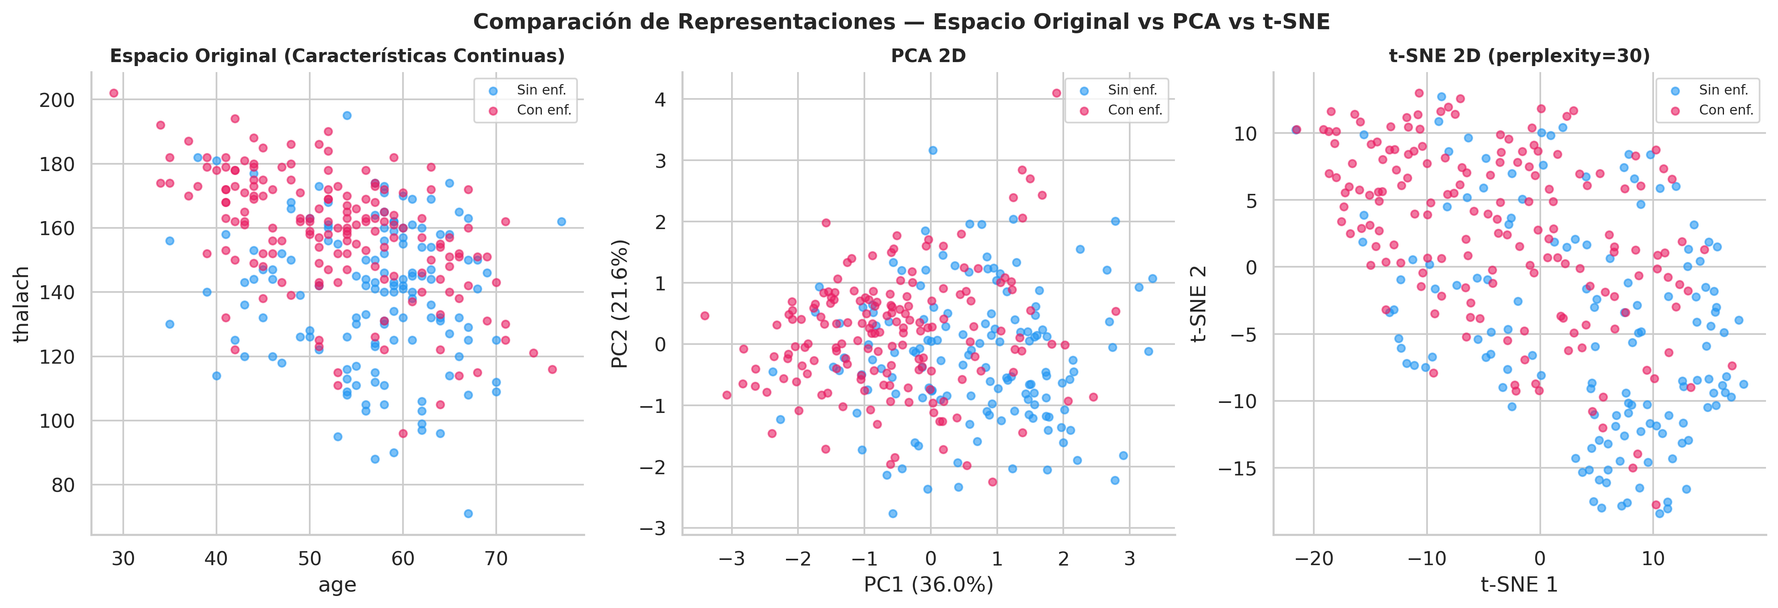 Comparación de Representaciones — Espacio Original vs PCA vs t-SNE
Espacio Original (Características Continuas)
Sin enf.
Con enf.
200
180
160
140
120
100
80
thalach
30
40
50
60
70
age
PCA 2D
Sin enf.
Con enf.
4
3
2
1
0
−1
−2
−3
PC2 (21.6%)
−3
−2
−1
0
1
2
3
PC1 (36.0%)
t-SNE 2D (perplexity=30)
Sin enf.
Con enf.
10
5
0
−5
−10
−15
t-SNE 2
−20
−10
0
10
t-SNE 1